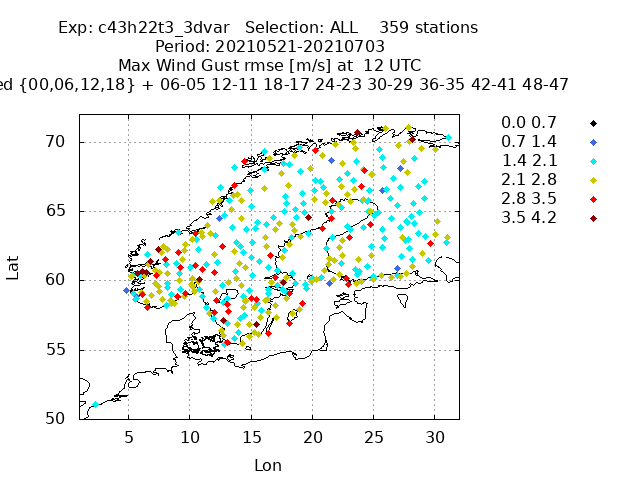 Exp: c43h22t3_3dvar   Selection: ALL    359 stations
Period: 20210521-20210703
Max Wind Gust rmse [m/s] at  12 UTC
{00,06,12,18} + 06-05 12-11 18-17 24-23 30-29 36-35 42-41 48-47
0.0 0.7
0.7 1.4
1.4 2.1
2.1 2.8
2.8 3.5
3.5 4.2
70
65
60
55
50
Lat
5 10 15 20 25 30
Lon